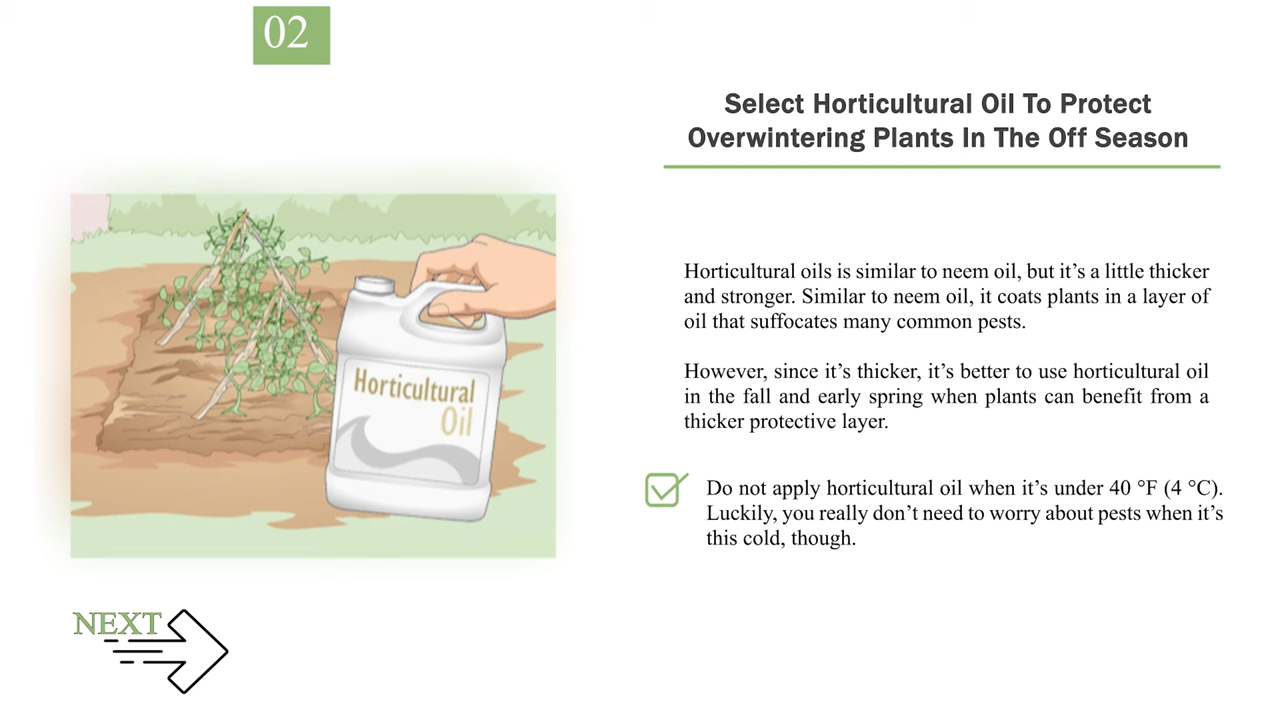 02
Select Horticultural Oil To Protect
Overwintering Plants In The Off Season
Horticultural oils is similar to neem oil, but it’s a little thicker
and stronger. Similar to neem oil, it coats plants in a layer of
oil that suffocates many common pests.
However, since it’s thicker, it’s better to use horticultural oil
in the fall and early spring when plants can benefit from a
thicker protective layer.
Do not apply horticultural oil when it’s under 40 °F (4 °C).
Luckily, you really don’t need to worry about pests when it’s
this cold, though.
Horticultural
Oil
NEXT